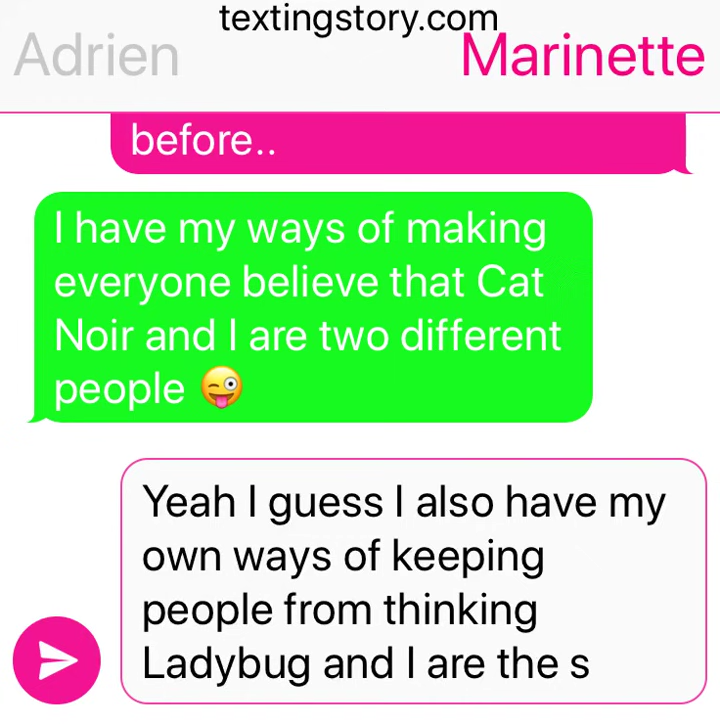 textingstory.com
Adrien
Marinette
before..
I have my ways of making
everyone believe that Cat
Noir and I are two different
people 😜
Yeah I guess I also have my
own ways of keeping
people from thinking
Ladybug and I are the s